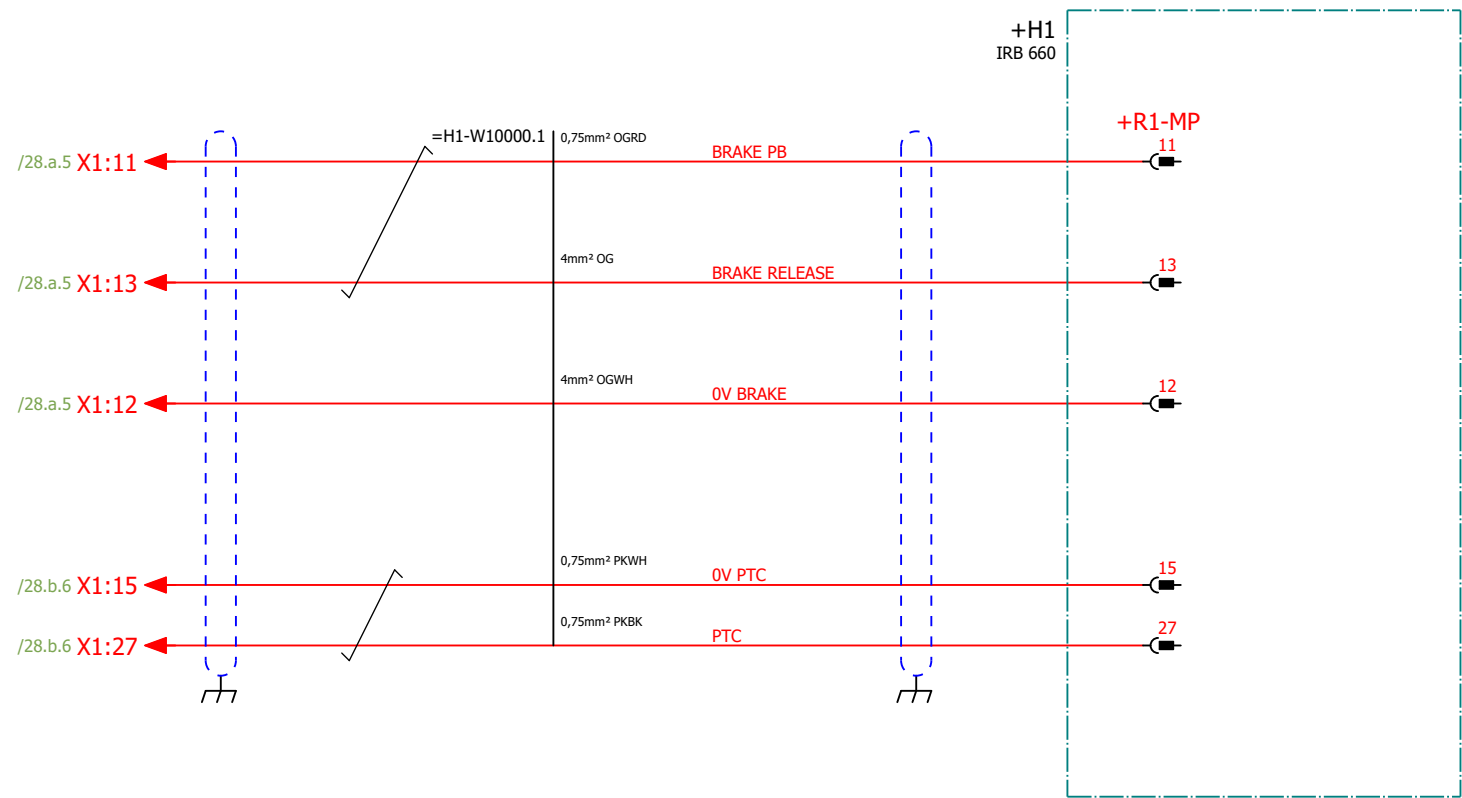 +H1
IRB 660
+R1-MP
=H1-W10000.1 0,75mm² OGRD
/28.a.5 X1:11 BRAKE PB 11
4mm² OG
/28.a.5 X1:13 BRAKE RELEASE 13
4mm² OGWH
/28.a.5 X1:12 0V BRAKE 12
0,75mm² PKWH
/28.b.6 X1:15 0V PTC 15
0,75mm² PKBK
/28.b.6 X1:27 PTC 27